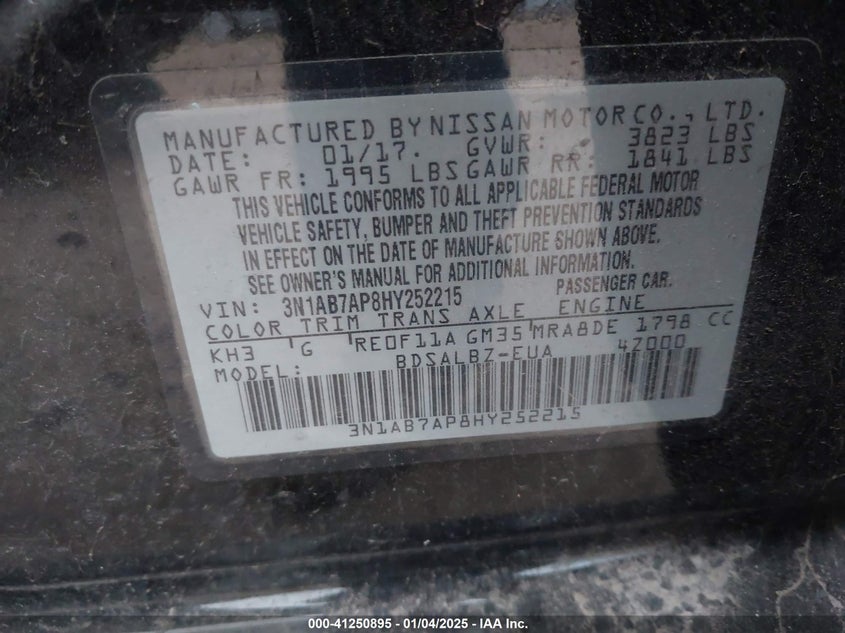 MANUFACTURED BY NISSAN MOTOR CO., LTD.
DATE: 01/17. GVWR: 3823 LBS
GAWR FR: 1995 LBS GAWR RR: 1841 LBS
THIS VEHICLE CONFORMS TO ALL APPLICABLE FEDERAL MOTOR
VEHICLE SAFETY, BUMPER AND THEFT PREVENTION STANDARDS
IN EFFECT ON THE DATE OF MANUFACTURE SHOWN ABOVE.
SEE OWNER'S MANUAL FOR ADDITIONAL INFORMATION.
VIN: 3N1AB7AP8HY252215 PASSENGER CAR.
COLOR TRIM TRANS AXLE ENGINE
KH3 G RE0F11A GM35 MRA8DE 1798 CC
MODEL: BDSALBZ-EUA 4Z000
3N1AB7AP8HY252215
000-41250895 - 01/04/2025 - IAAI.com